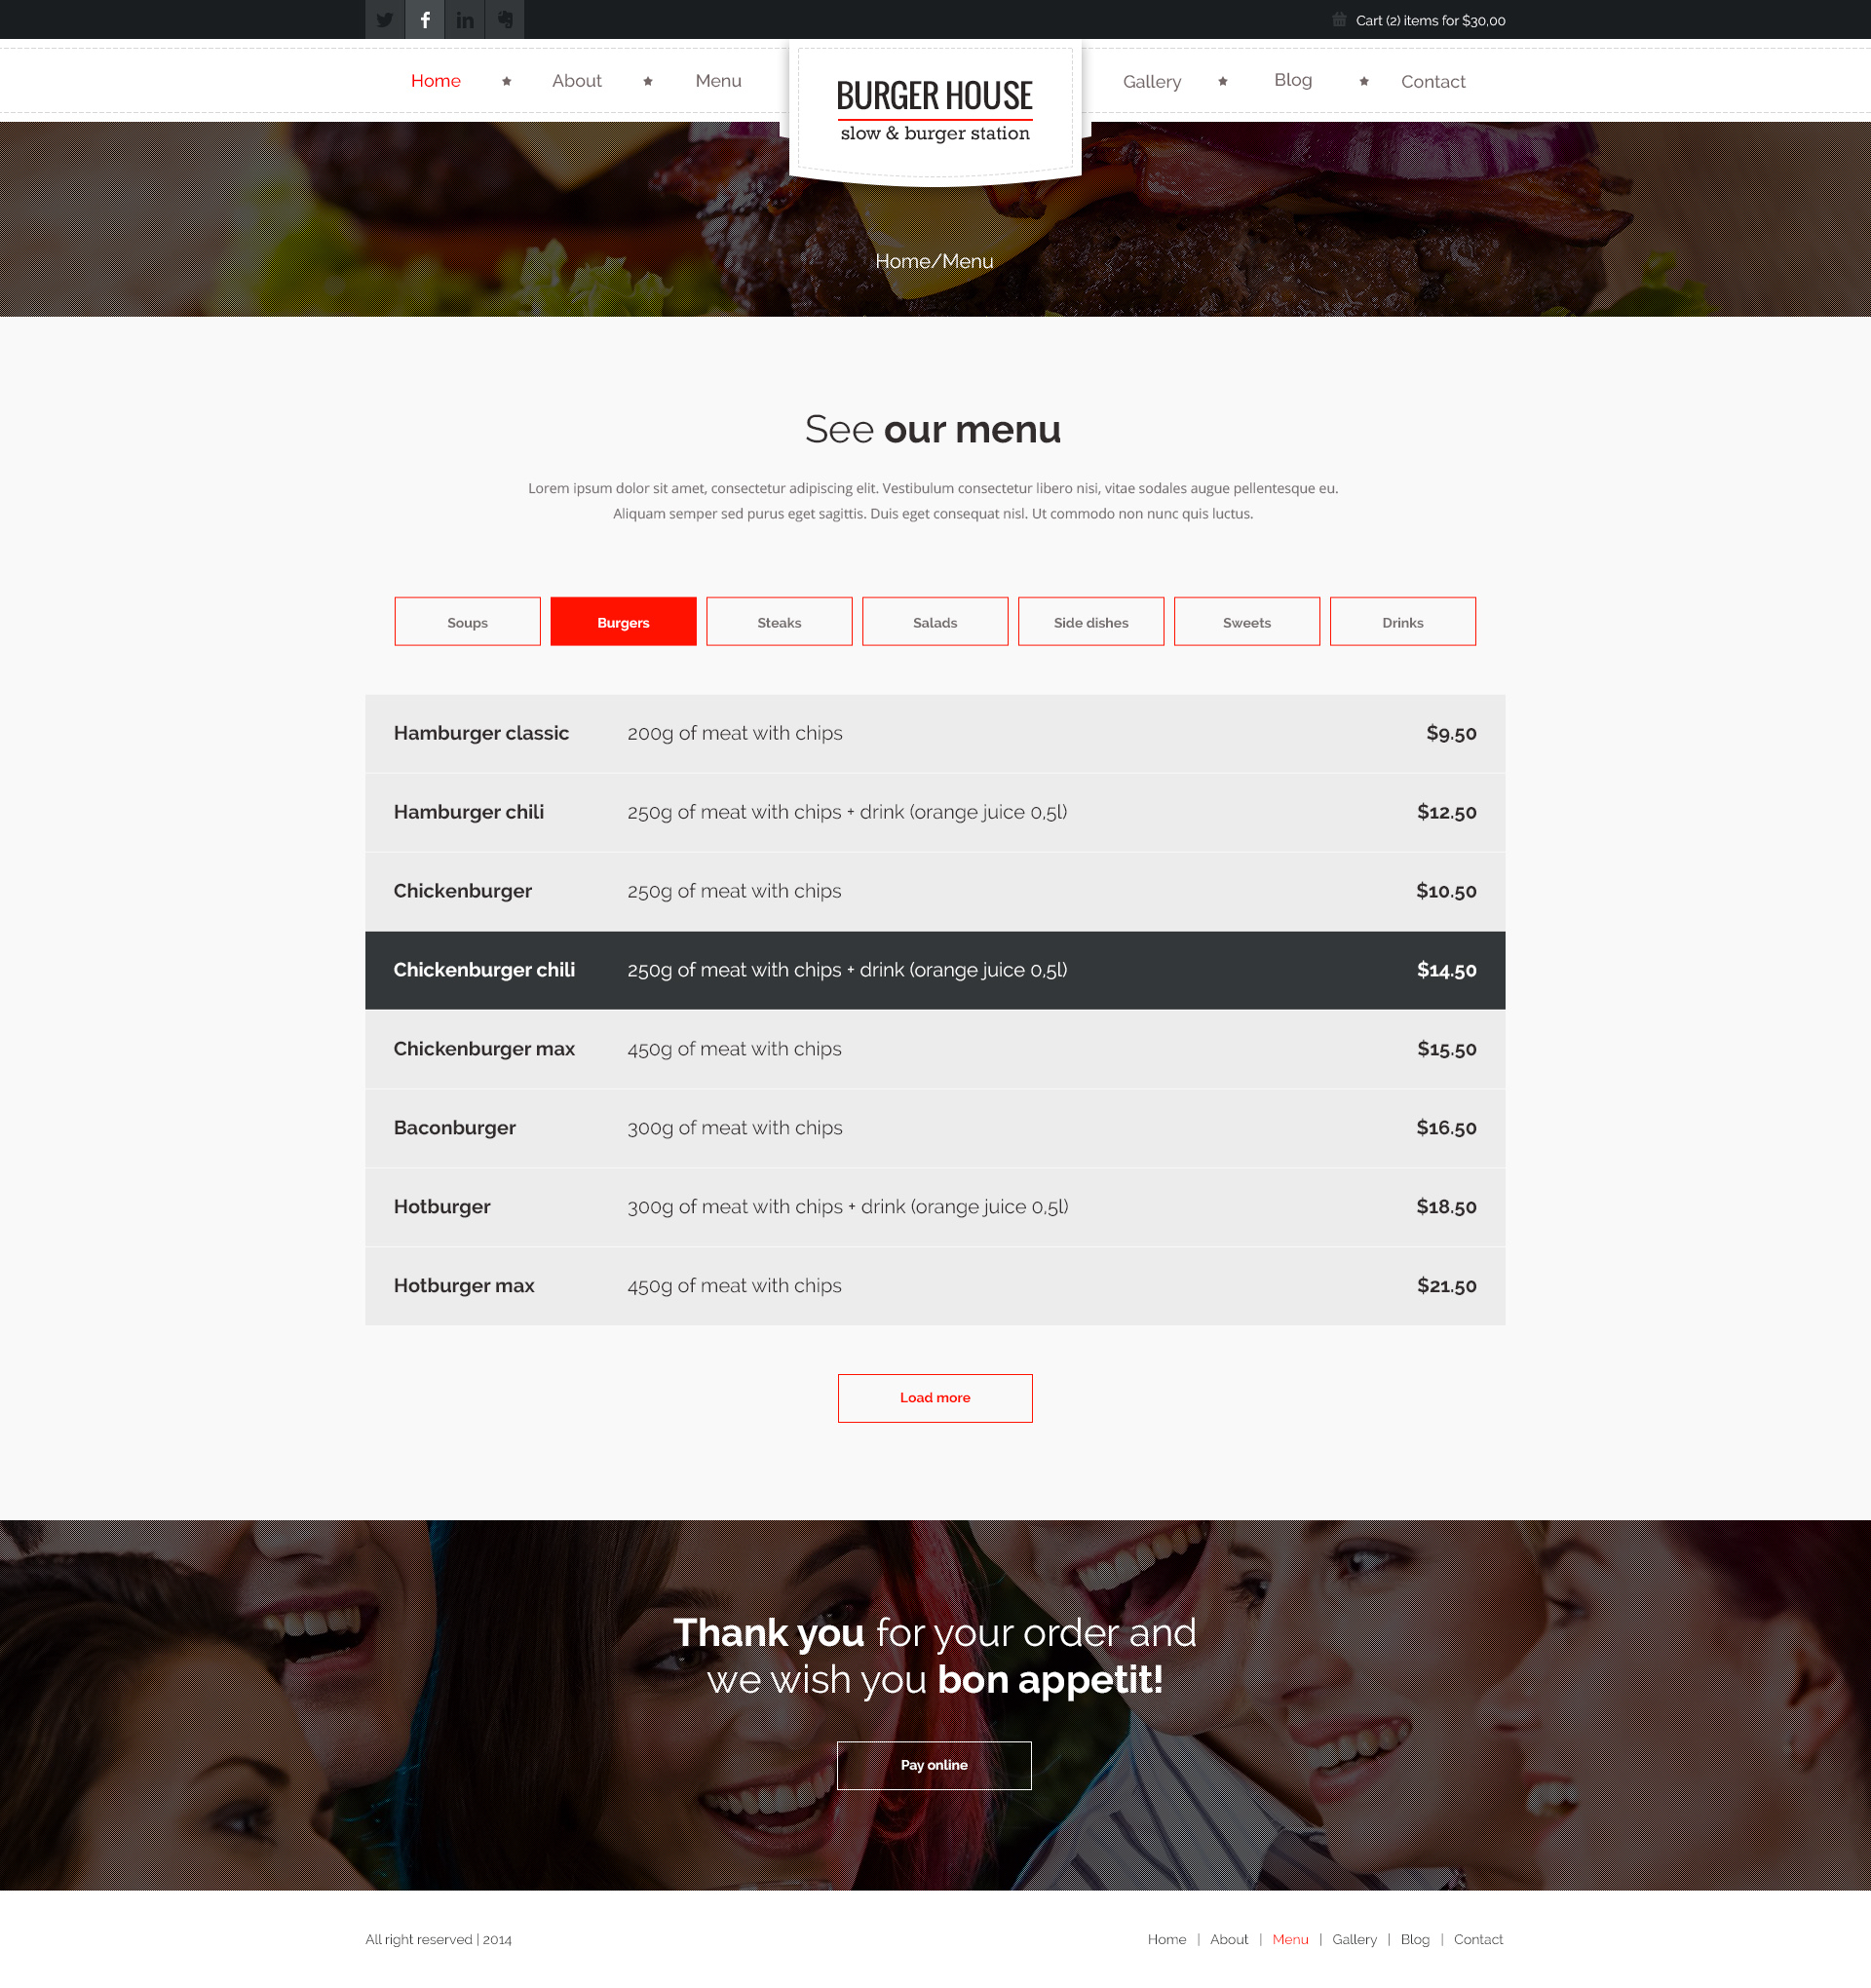 Cart (2) items for $30,00
Home About Menu
BURGER HOUSE
slow & burger station
Gallery Blog Contact
Home/Menu
See our menu
Lorem ipsum dolor sit amet, consectetur adipiscing elit. Vestibulum consectetur libero nisi, vitae sodales augue pellentesque eu.
Aliquam semper sed purus eget sagittis. Duis eget consequat nisl. Ut commodo non nunc quis luctus.
Soups Burgers Steaks Salads Side dishes Sweets Drinks
Hamburger classic 200g of meat with chips $9.50
Hamburger chili 250g of meat with chips + drink (orange juice 0,5l) $12.50
Chickenburger 250g of meat with chips $10.50
Chickenburger chili 250g of meat with chips + drink (orange juice 0,5l) $14.50
Chickenburger max 450g of meat with chips $15.50
Baconburger 300g of meat with chips $16.50
Hotburger 300g of meat with chips + drink (orange juice 0,5l) $18.50
Hotburger max 450g of meat with chips $21.50
Load more
Thank you for your order and
we wish you bon appetit!
Pay online
All right reserved | 2014
Home | About | Menu | Gallery | Blog | Contact